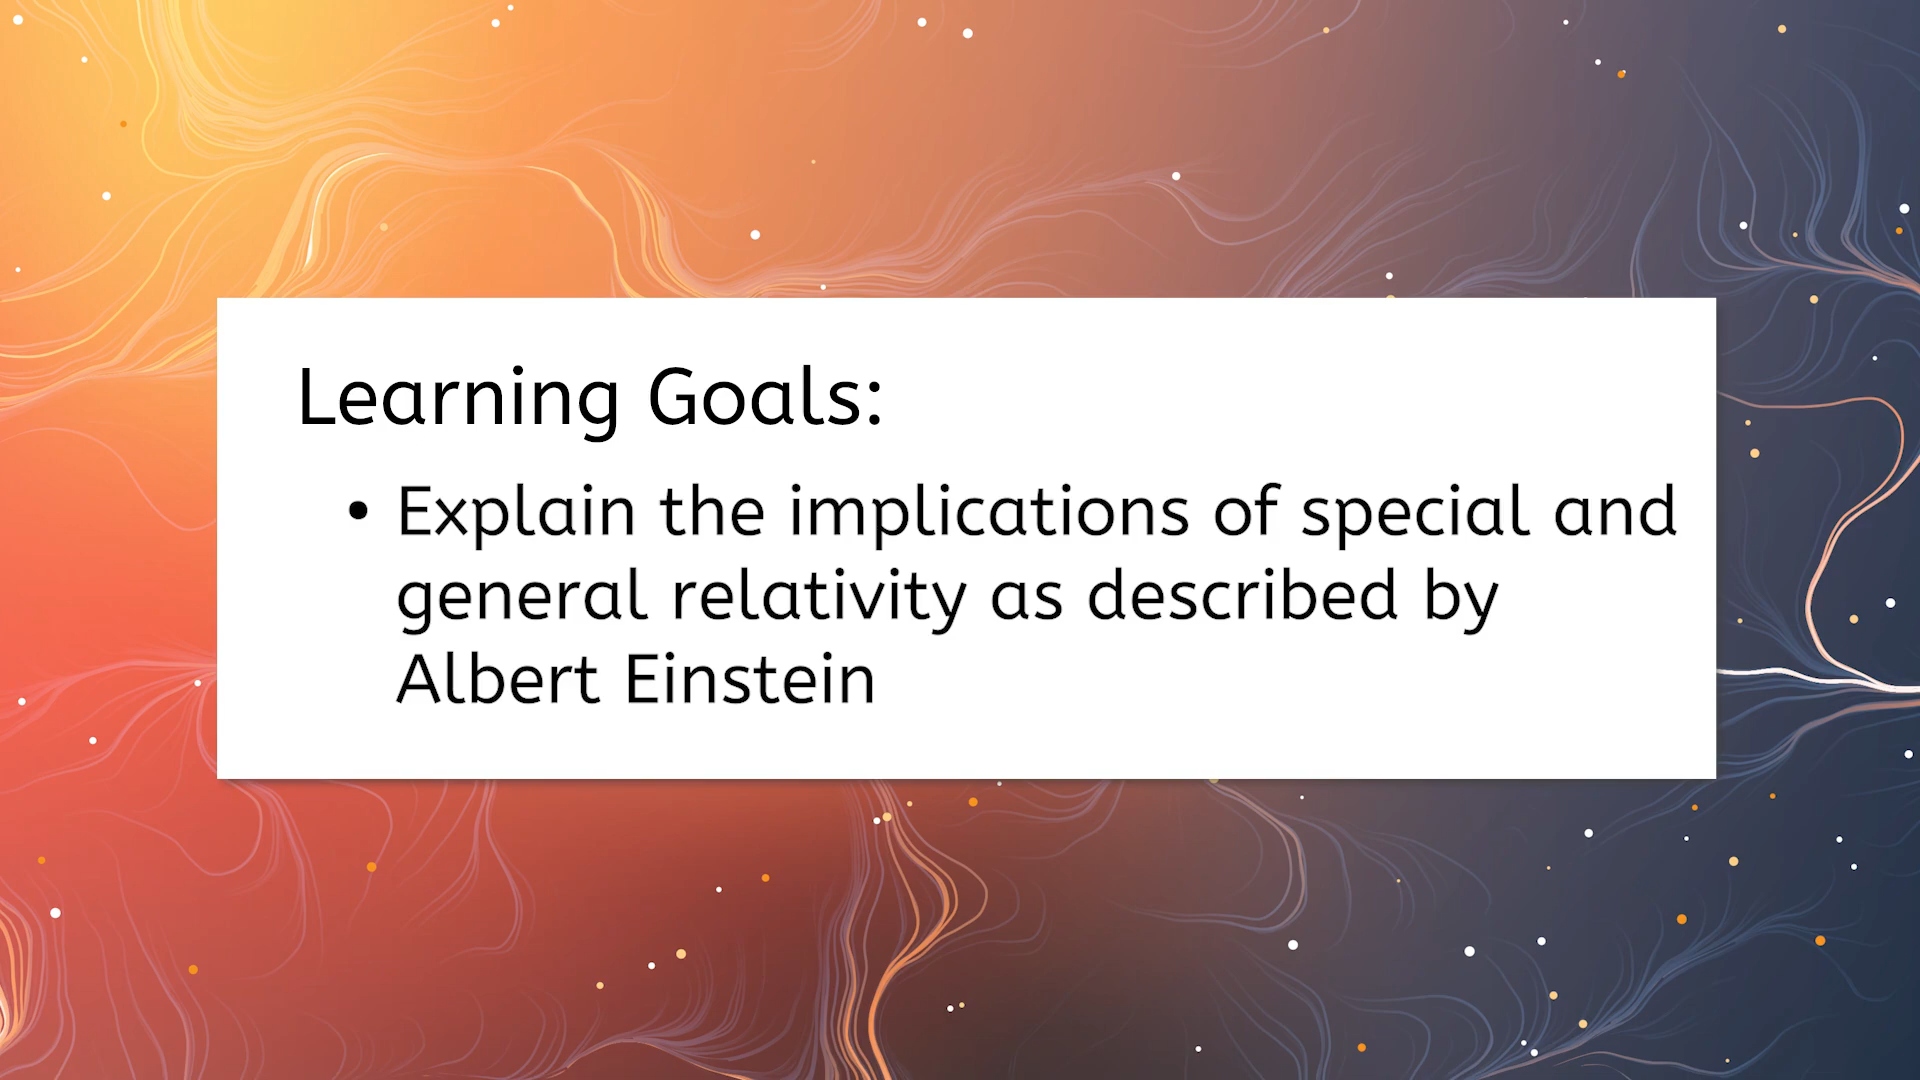 Learning Goals:
• Explain the implications of special and
general relativity as described by
Albert Einstein